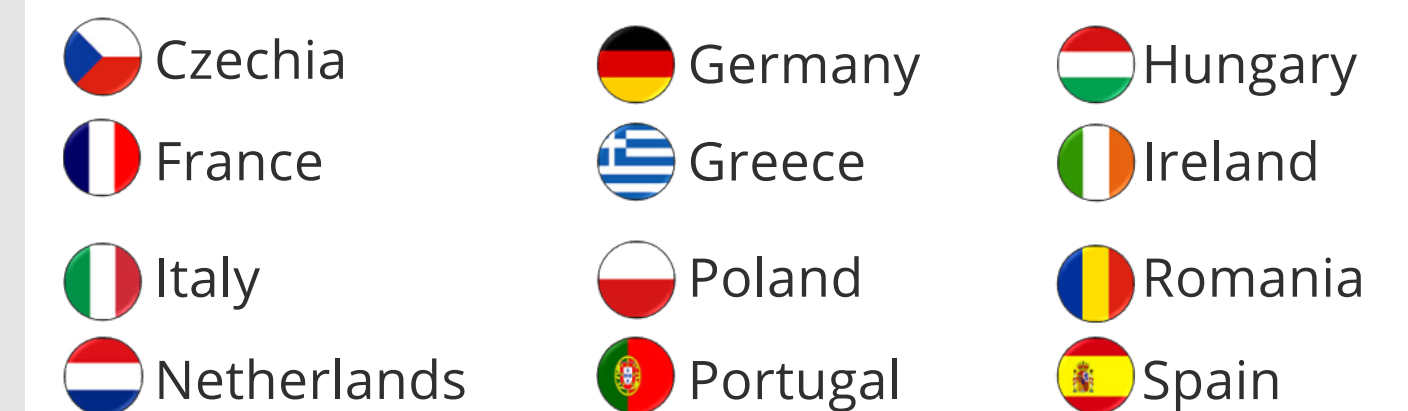 Czechia Germany Hungary
France Greece Ireland
Italy Poland Romania
Netherlands Portugal Spain